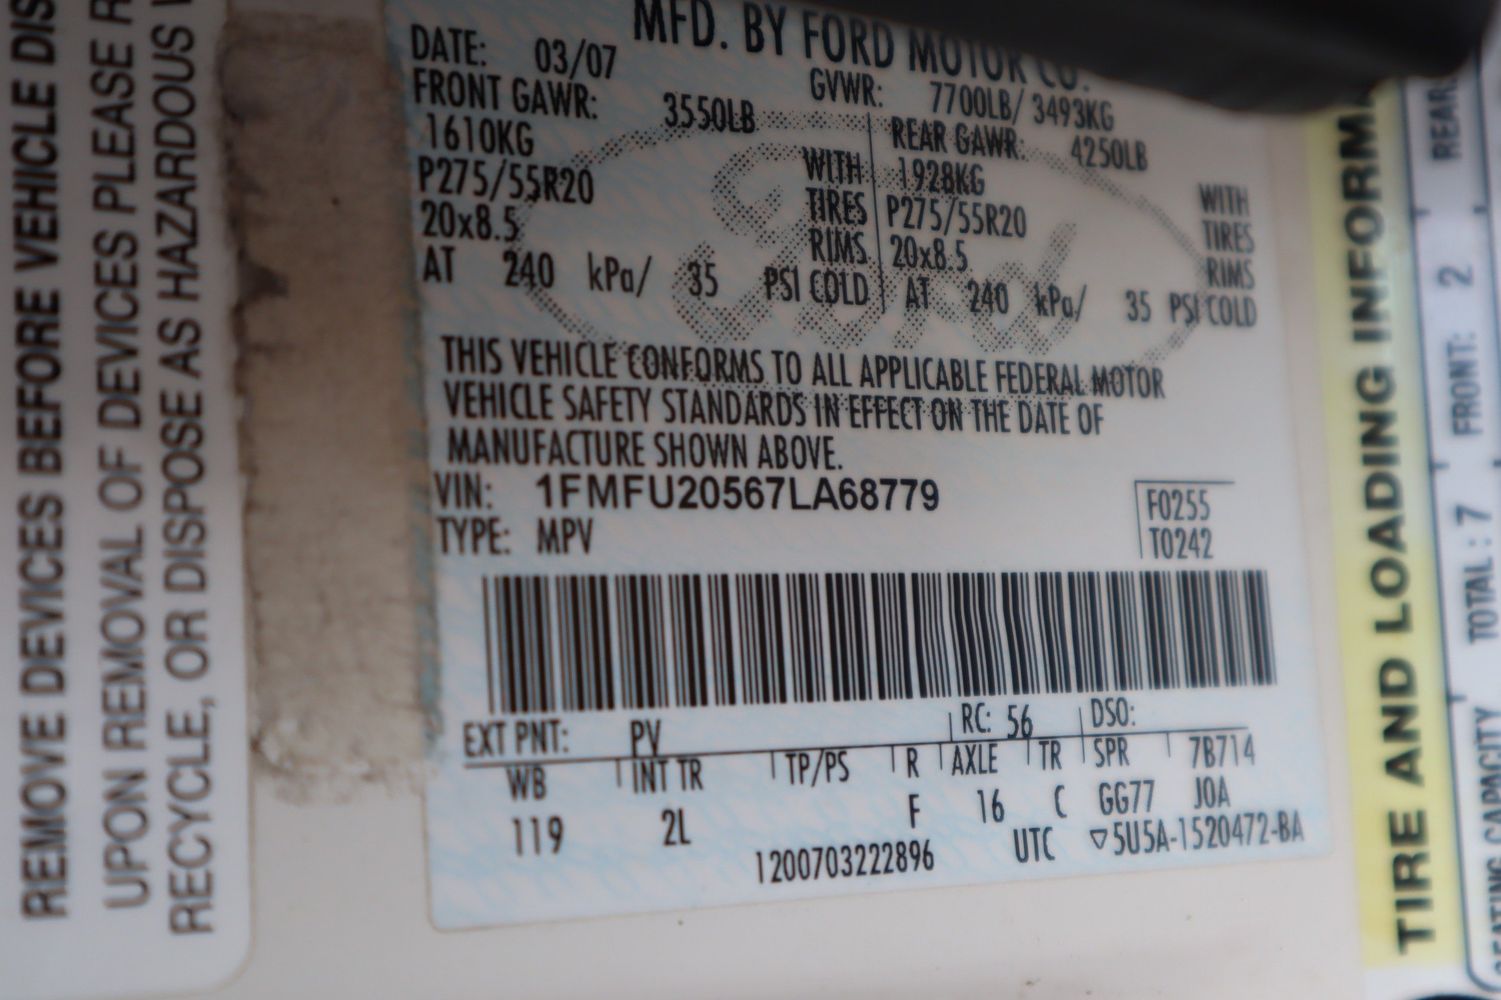 REMOVE DEVICES BEFORE VEHICLE DIS
UPON REMOVAL OF DEVICES PLEASE R
RECYCLE, OR DISPOSE AS HAZARDOUS
MFD. BY FORD MOTOR CO.
DATE: 03/07 GVWR: 7700LB/ 3493KG
FRONT GAWR: 3550LB REAR GAWR: 4250LB
1610KG WITH 1928KG WITH
P275/55R20 TIRES P275/55R20 TIRES
20x8.5 RIMS 20x8.5 RIMS
AT 240 kPa/ 35 PSI COLD AT 240 kPa/ 35 PSI COLD
Ford
THIS VEHICLE CONFORMS TO ALL APPLICABLE FEDERAL MOTOR
VEHICLE SAFETY STANDARDS IN EFFECT ON THE DATE OF
MANUFACTURE SHOWN ABOVE.
VIN: 1FMFU20567LA68779 F0255
TYPE: MPV T0242
EXT PNT: PV RC: 56 DSO:
WB INT TR TP/PS R AXLE TR SPR 7B714
119 2L F 16 C GG77 JOA
1200703222896 UTC ▽5U5A-1520472-BA
TIRE AND LOADING INFORMA
SEATING CAPACITY TOTAL: 7 FRONT: 2 REAR